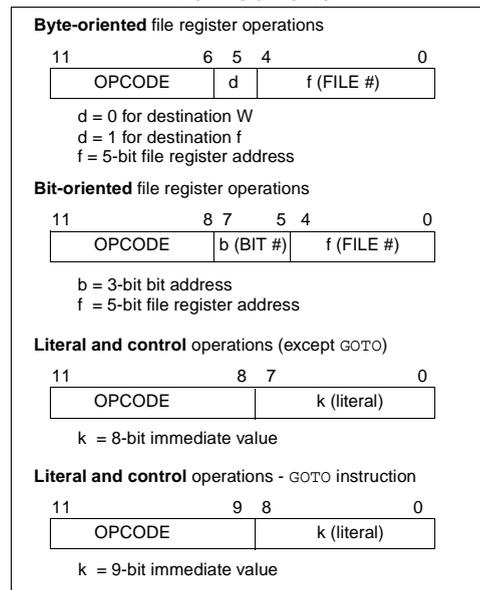 Byte-oriented file register operations
11 6 5 4 0
OPCODE d f (FILE #)
d = 0 for destination W
d = 1 for destination f
f = 5-bit file register address
Bit-oriented file register operations
11 8 7 5 4 0
OPCODE b (BIT #) f (FILE #)
b = 3-bit bit address
f = 5-bit file register address
Literal and control operations (except GOTO)
11 8 7 0
OPCODE k (literal)
k = 8-bit immediate value
Literal and control operations - GOTO instruction
11 9 8 0
OPCODE k (literal)
k = 9-bit immediate value